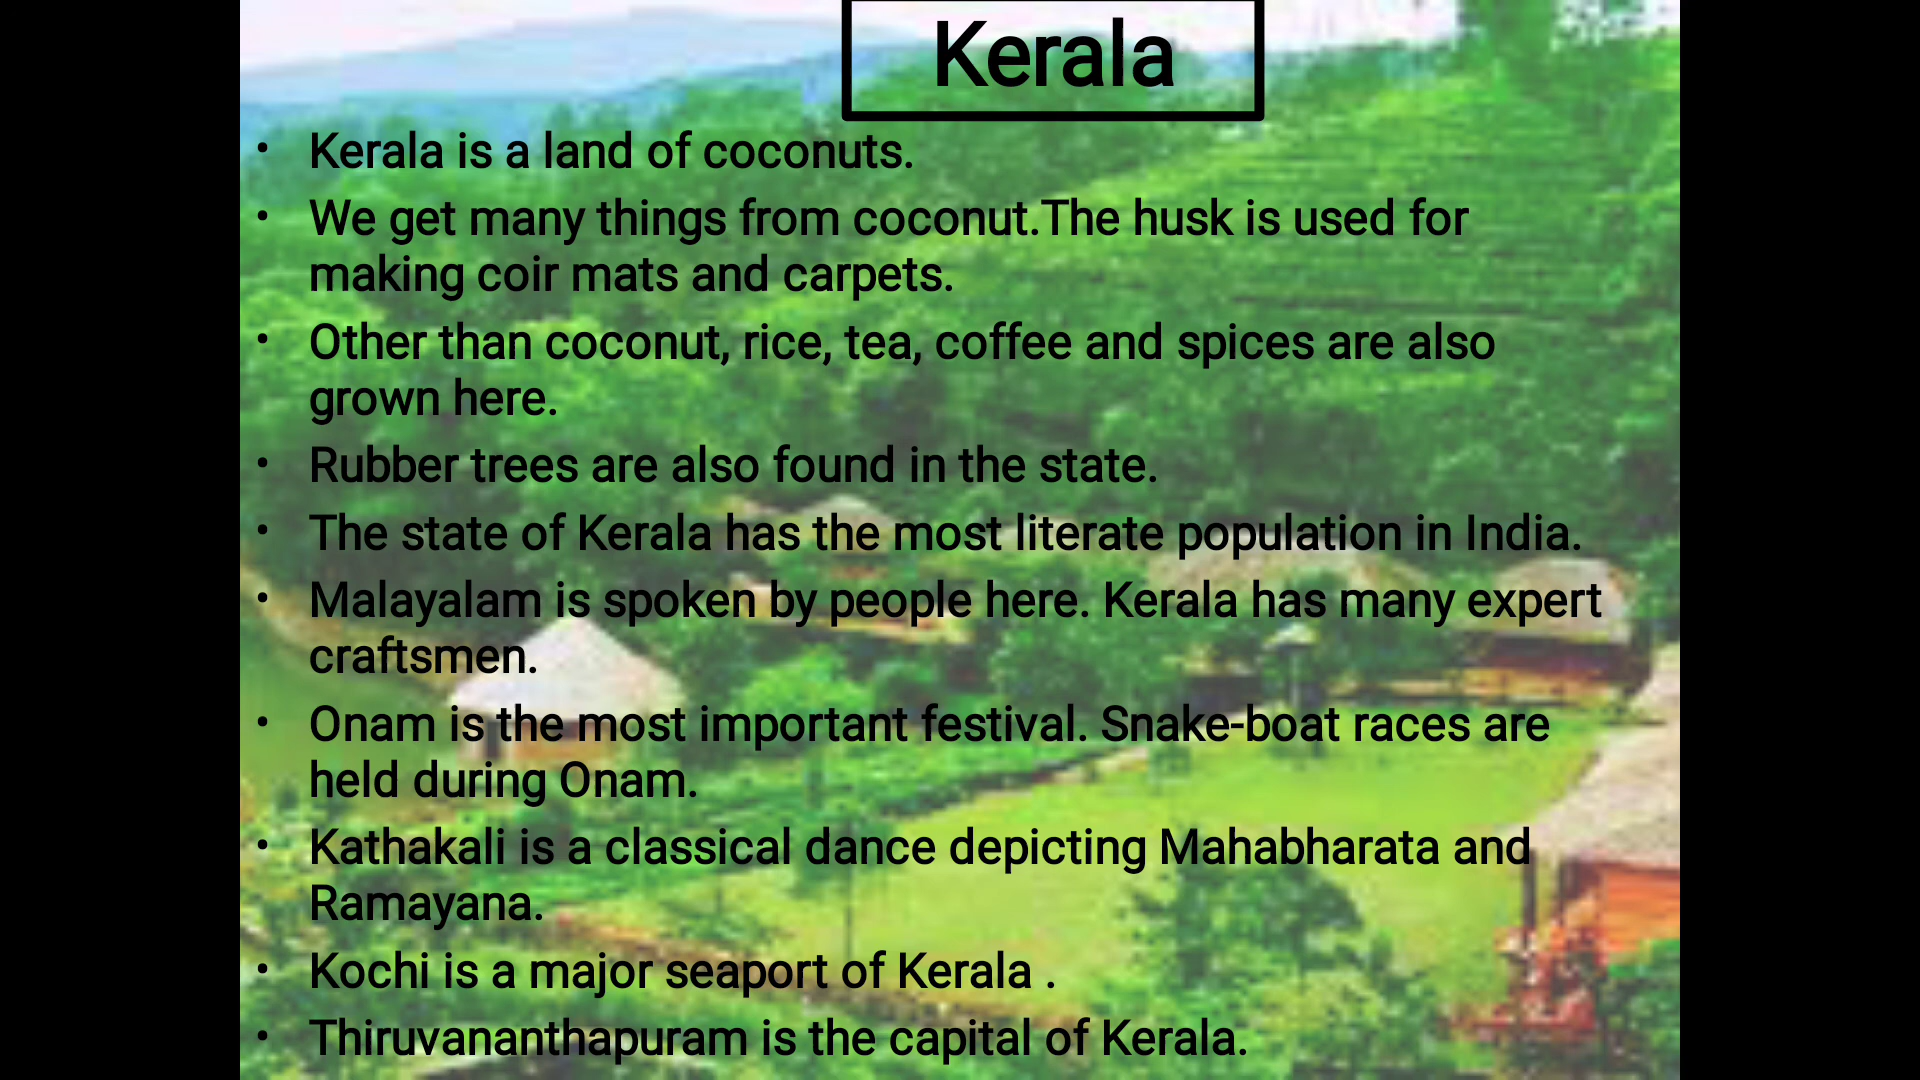 Kerala
• Kerala is a land of coconuts.
• We get many things from coconut.The husk is used for
making coir mats and carpets.
• Other than coconut, rice, tea, coffee and spices are also
grown here.
• Rubber trees are also found in the state.
• The state of Kerala has the most literate population in India.
• Malayalam is spoken by people here. Kerala has many expert
craftsmen.
• Onam is the most important festival. Snake-boat races are
held during Onam.
• Kathakali is a classical dance depicting Mahabharata and
Ramayana.
• Kochi is a major seaport of Kerala .
• Thiruvananthapuram is the capital of Kerala.